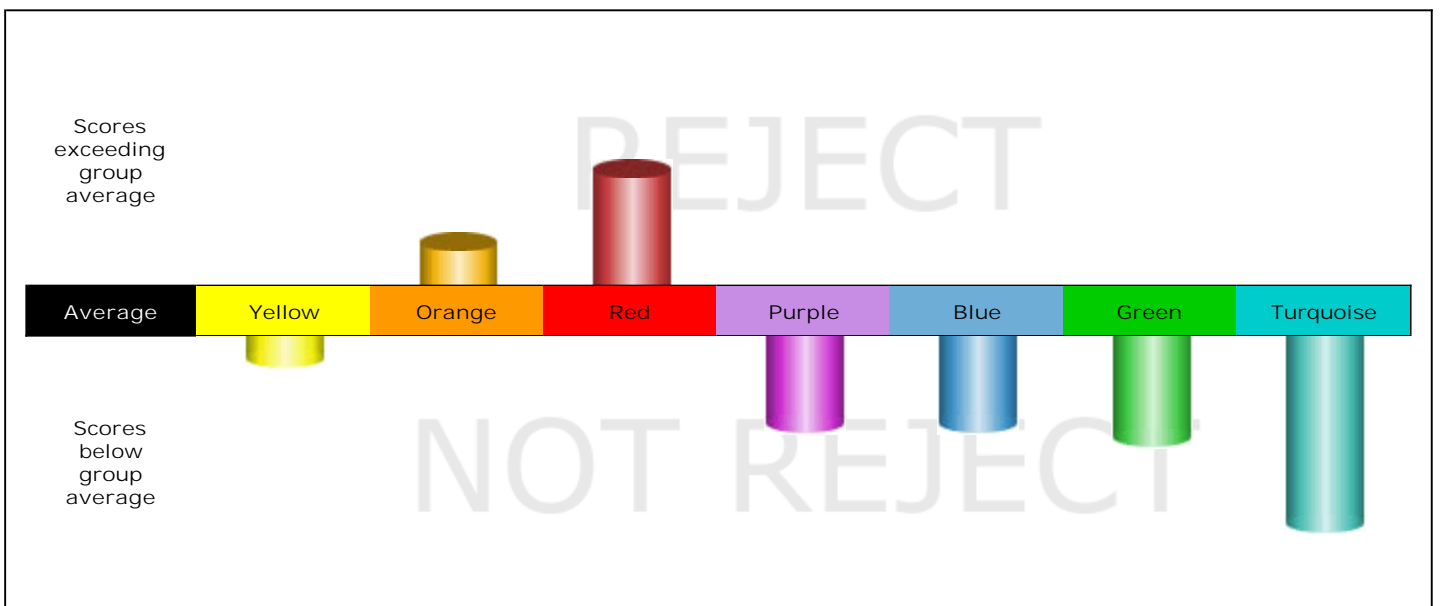 REJECT
Scores
exceeding
group
average
Average Yellow Orange Red Purple Blue Green Turquoise
NOT REJECT
Scores
below
group
average